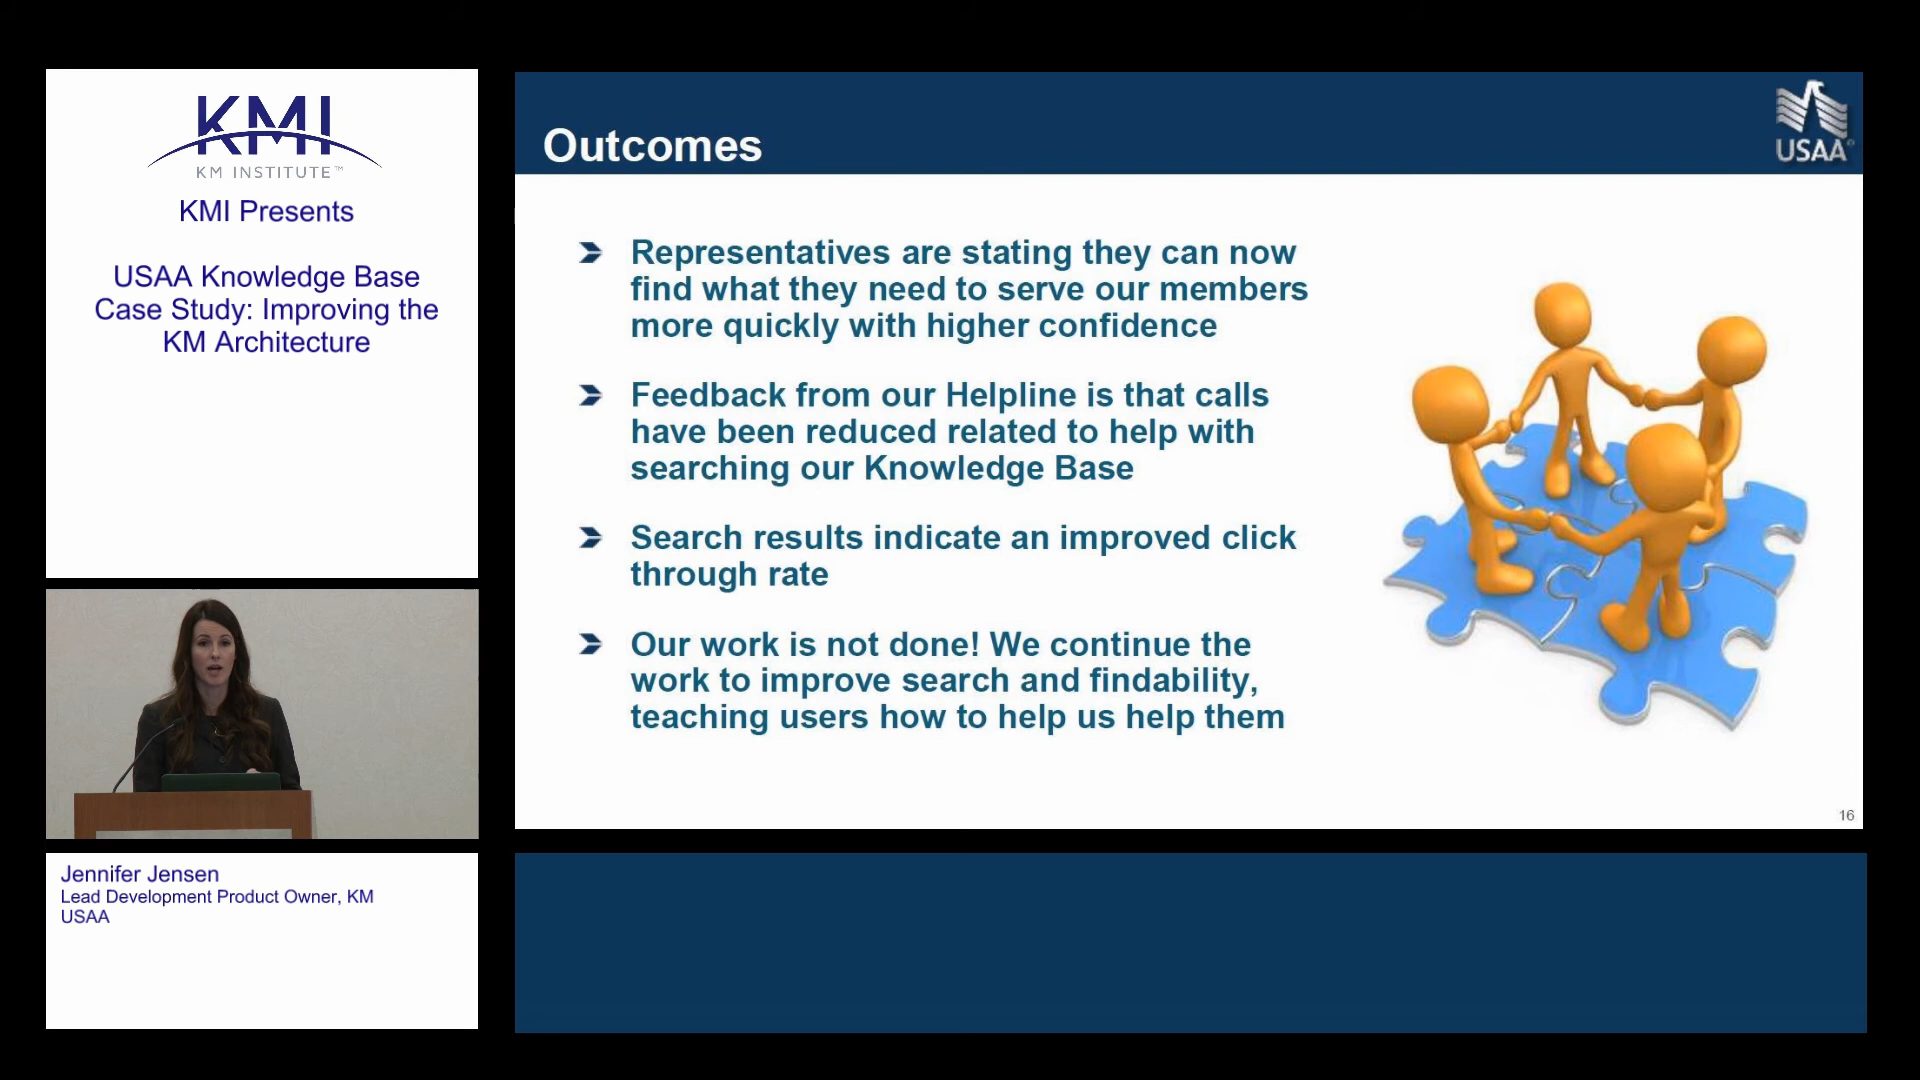 KMI
KM INSTITUTE™
KMI Presents
USAA Knowledge Base
Case Study: Improving the
KM Architecture
Outcomes
USAA®
Representatives are stating they can now
find what they need to serve our members
more quickly with higher confidence
Feedback from our Helpline is that calls
have been reduced related to help with
searching our Knowledge Base
Search results indicate an improved click
through rate
Our work is not done! We continue the
work to improve search and findability,
teaching users how to help us help them
16
Jennifer Jensen
Lead Development Product Owner, KM
USAA